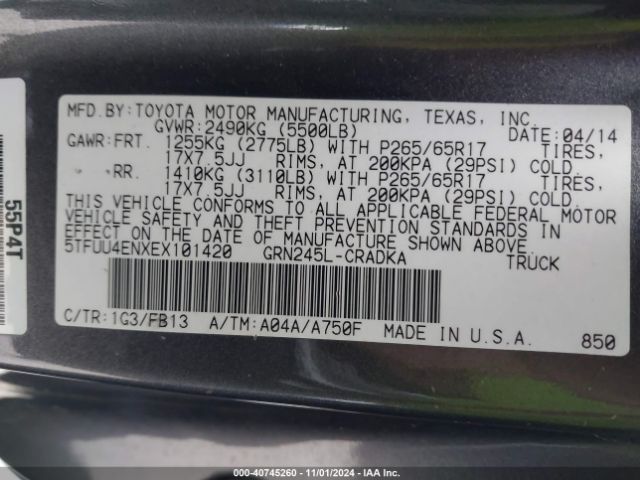 MFD. BY: TOYOTA MOTOR MANUFACTURING, TEXAS, INC.
GVWR: 2490KG (5500LB) DATE: 04/14
GAWR: FRT. 1255KG (2775LB) WITH P265/65R17 TIRES,
17X7.5JJ RIMS, AT 200KPA (29PSI) COLD.
RR. 1410KG (3110LB) WITH P265/65R17 TIRES,
17X7.5JJ RIMS, AT 200KPA (29PSI) COLD.
THIS VEHICLE CONFORMS TO ALL APPLICABLE FEDERAL MOTOR
VEHICLE SAFETY AND THEFT PREVENTION STANDARDS IN
EFFECT ON THE DATE OF MANUFACTURE SHOWN ABOVE.
5TFUU4ENXEX101420 GRN245L-CRADKA TRUCK
C/TR: 1G3/FB13 A/TM: A04A/A750F MADE IN U.S.A. 850
55P4T
000-40745260 - 11/01/2024 - IAA Inc.